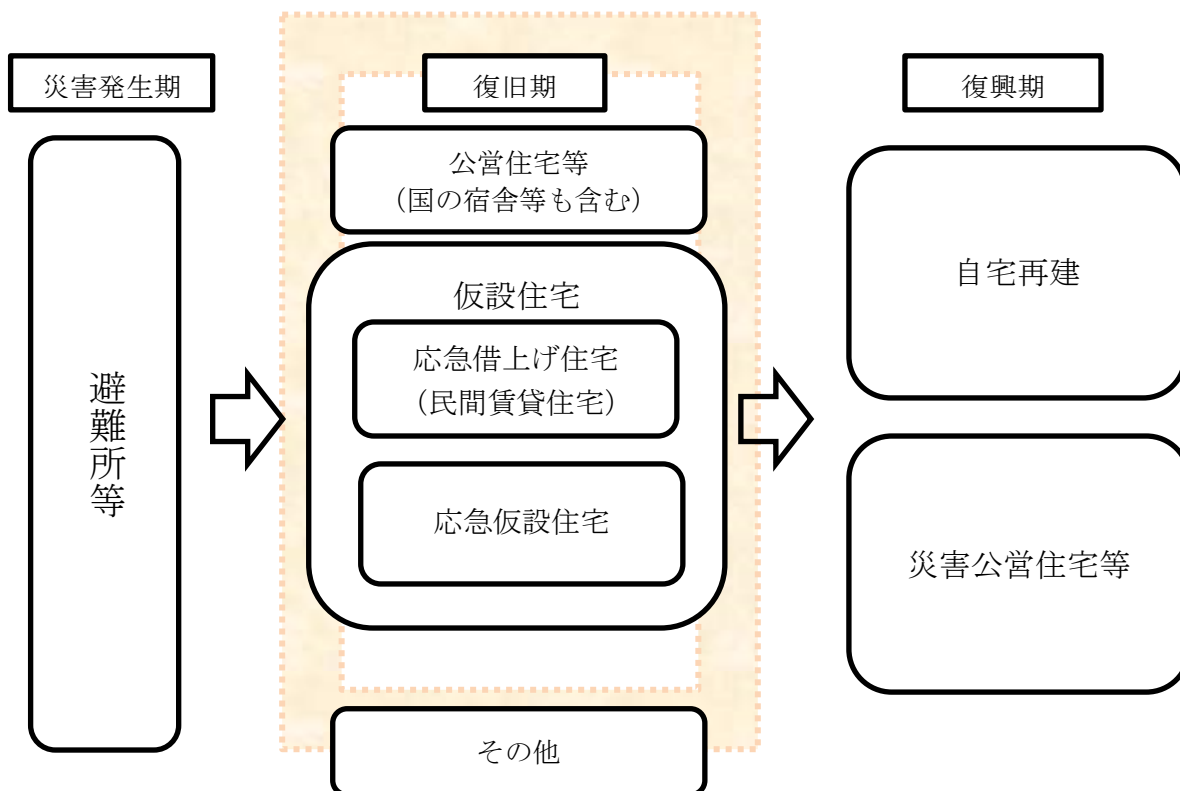 災害発生期
避難所等
復旧期
公営住宅等
（国の宿舎等も含む）
仮設住宅
応急借上げ住宅
（民間賃貸住宅）
応急仮設住宅
その他
復興期
自宅再建
災害公営住宅等